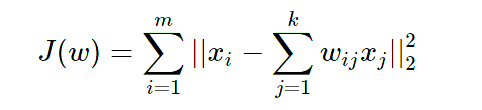 J(w) = \sum_{i=1}^{m} ||x_i - \sum_{j=1}^{k} w_{ij} x_j||_2^2